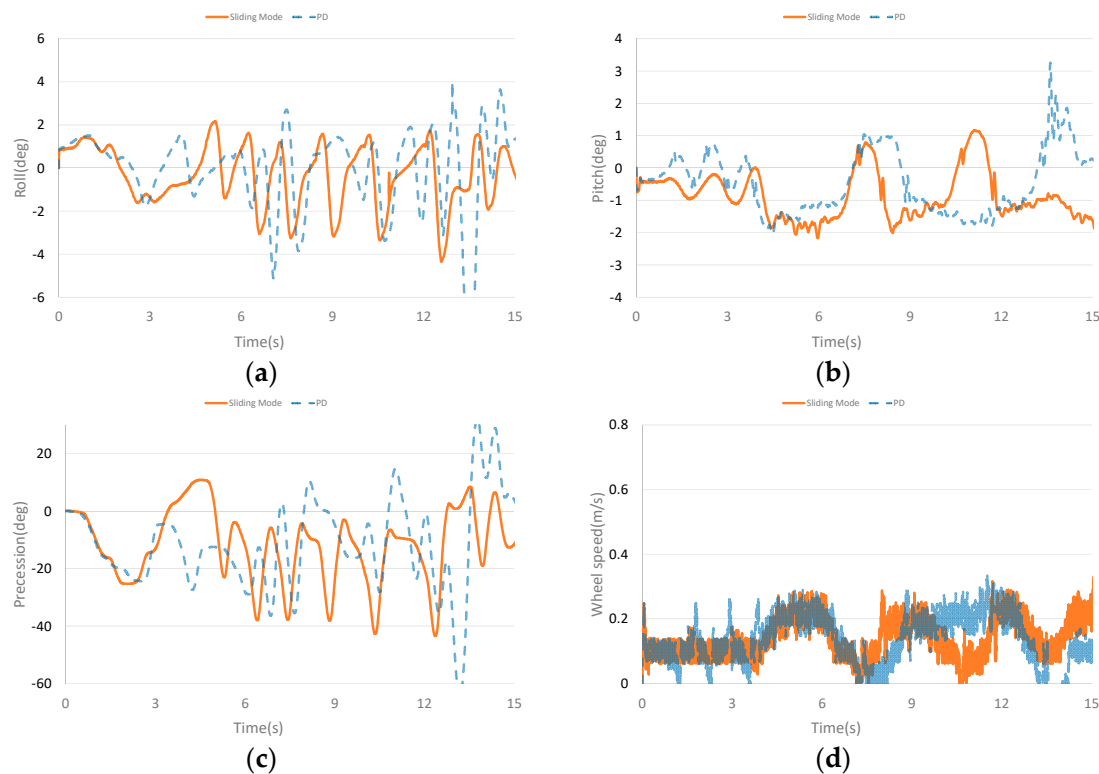 Sliding Mode PD
Roll(deg)
6
4
2
0
-2
-4
-6
0 3 6 9 12 15
Time(s)
(a)
Sliding Mode PD
Pitch(deg)
4
3
2
1
0
-1
-2
-3
-4
0 3 6 9 12 15
Time(s)
(b)
Sliding Mode PD
Precession(deg)
20
0
-20
-40
-60
0 3 6 9 12 15
Time(s)
(c)
Sliding Mode PD
Wheel speed(m/s)
0.8
0.6
0.4
0.2
0
0 3 6 9 12 15
Time(s)
(d)